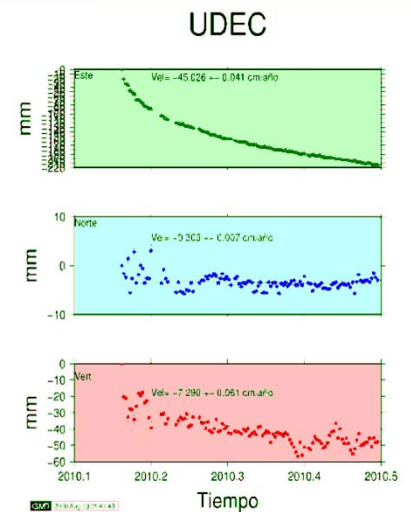 UDEC
Este
Vel= −45.026 +− 0.041 cm/año
mm
Norte
Vel= −0.303 +− 0.007 cm/año
10
0
−10
mm
Vert
Vel= −7.290 +− 0.061 cm/año
0
−10
−20
−30
−40
−50
−60
mm
2010.1 2010.2 2010.3 2010.4 2010.5
Tiempo
GMT